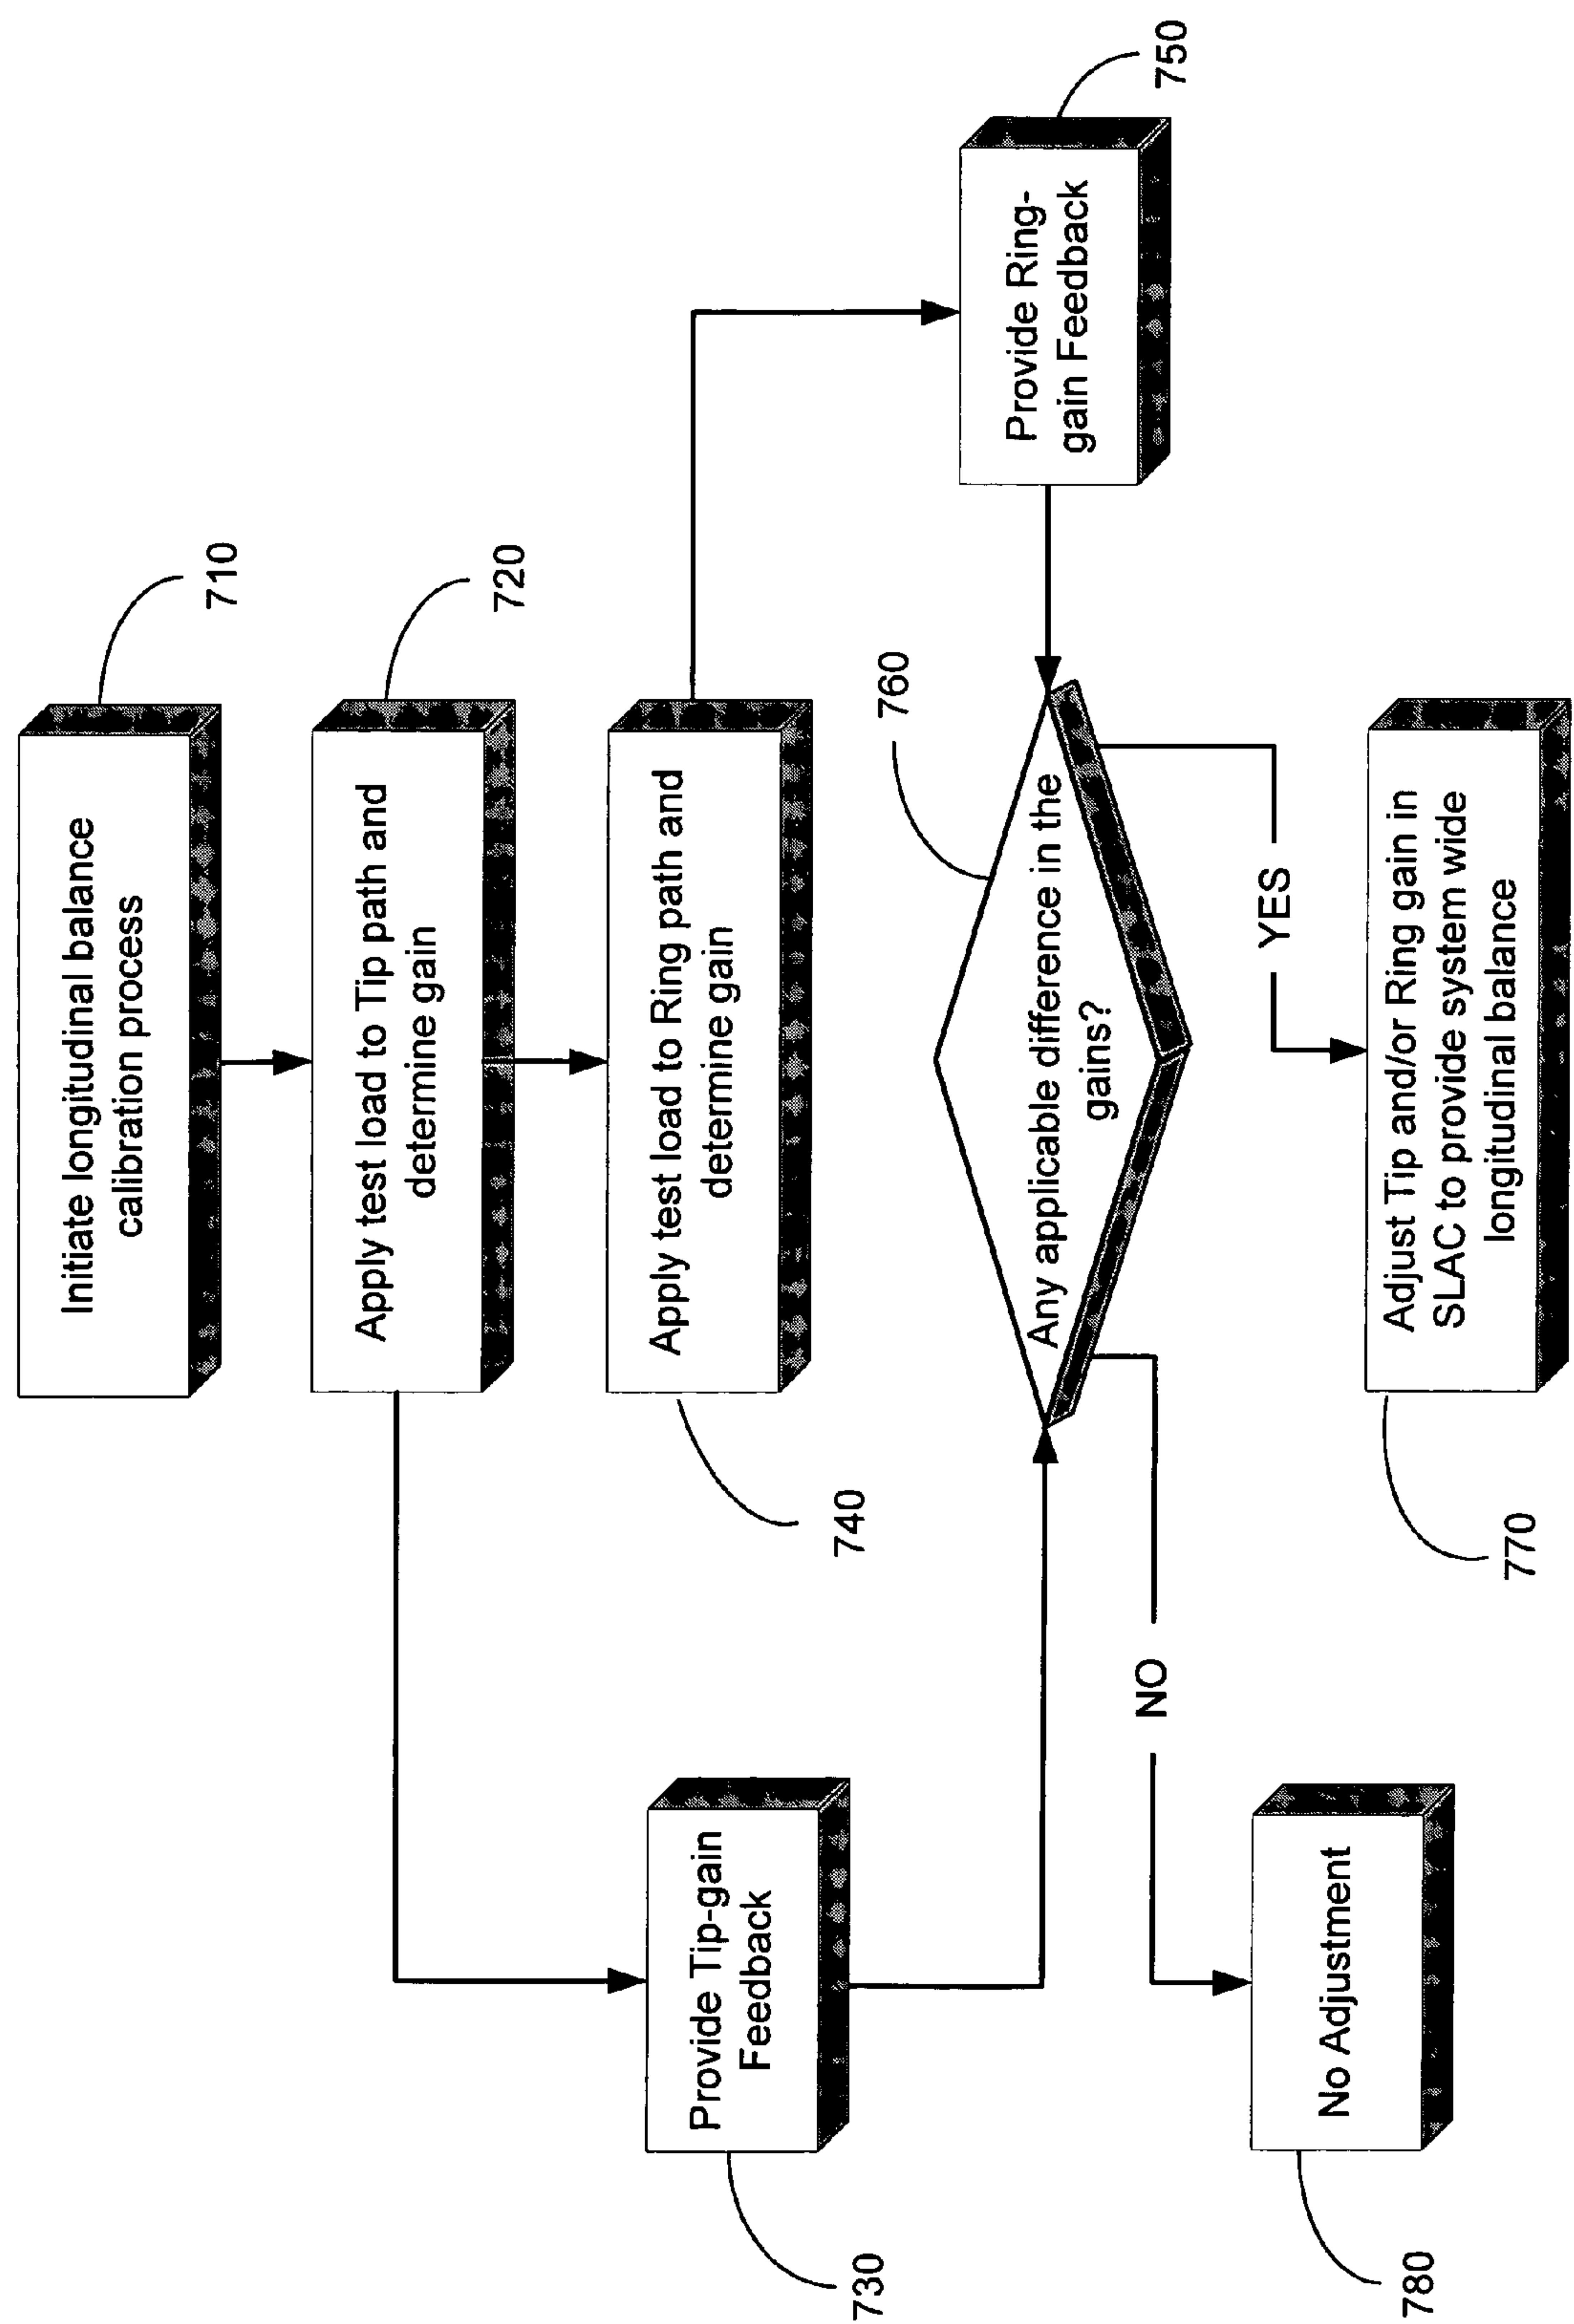 Initiate longitudinal balance
calibration process
710
Apply test load to Tip path and
determine gain
720
Provide Tip-gain
Feedback
730
Apply test load to Ring path and
determine gain
740
Provide Ring-
gain Feedback
750
Any applicable difference in the
gains?
760
NO
YES
No Adjustment
780
Adjust Tip and/or Ring gain in
SLAC to provide system wide
longitudinal balance
770